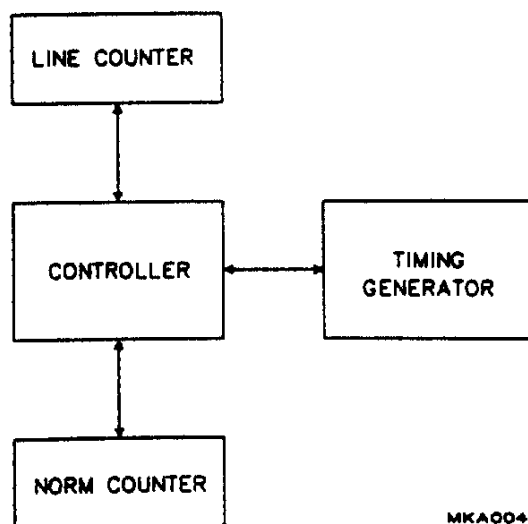 LINE COUNTER
CONTROLLER
TIMING
GENERATOR
NORM COUNTER
MKA004